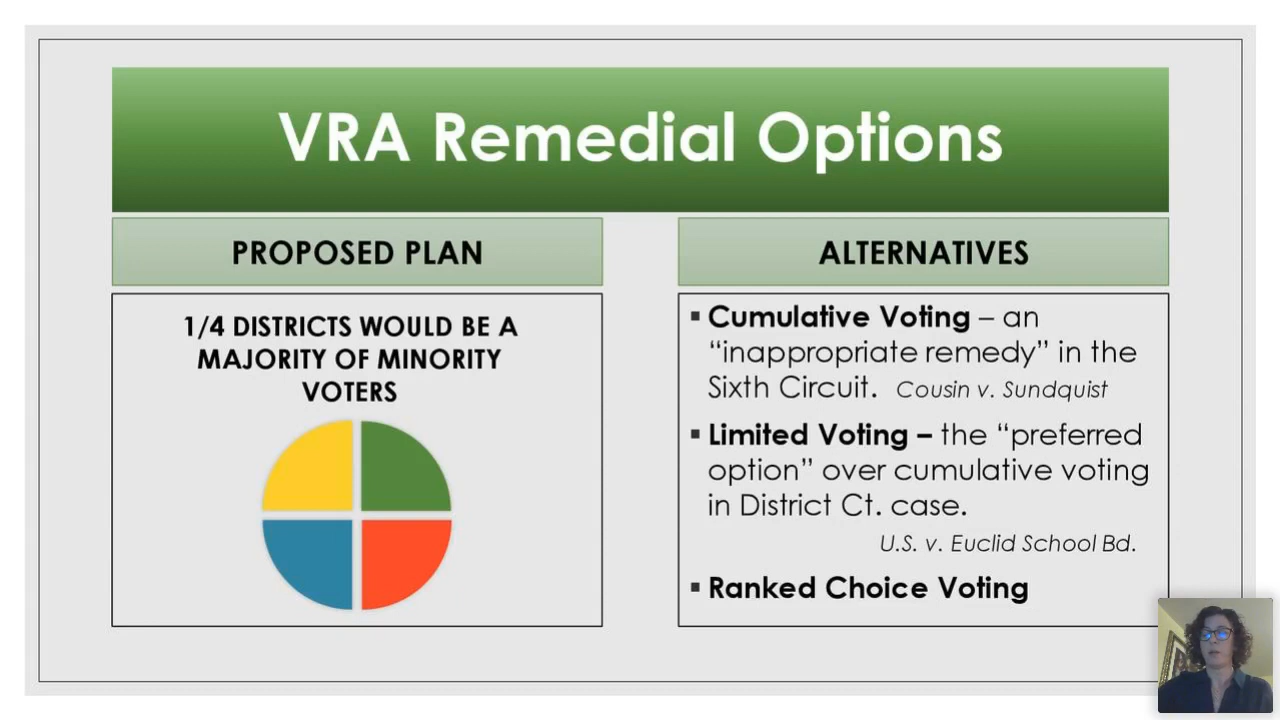 VRA Remedial Options
PROPOSED PLAN
1/4 DISTRICTS WOULD BE A
MAJORITY OF MINORITY
VOTERS
ALTERNATIVES
▪ Cumulative Voting – an
“inappropriate remedy” in the
Sixth Circuit. Cousin v. Sundquist
▪ Limited Voting – the “preferred
option” over cumulative voting
in District Ct. case.
U.S. v. Euclid School Bd.
▪ Ranked Choice Voting